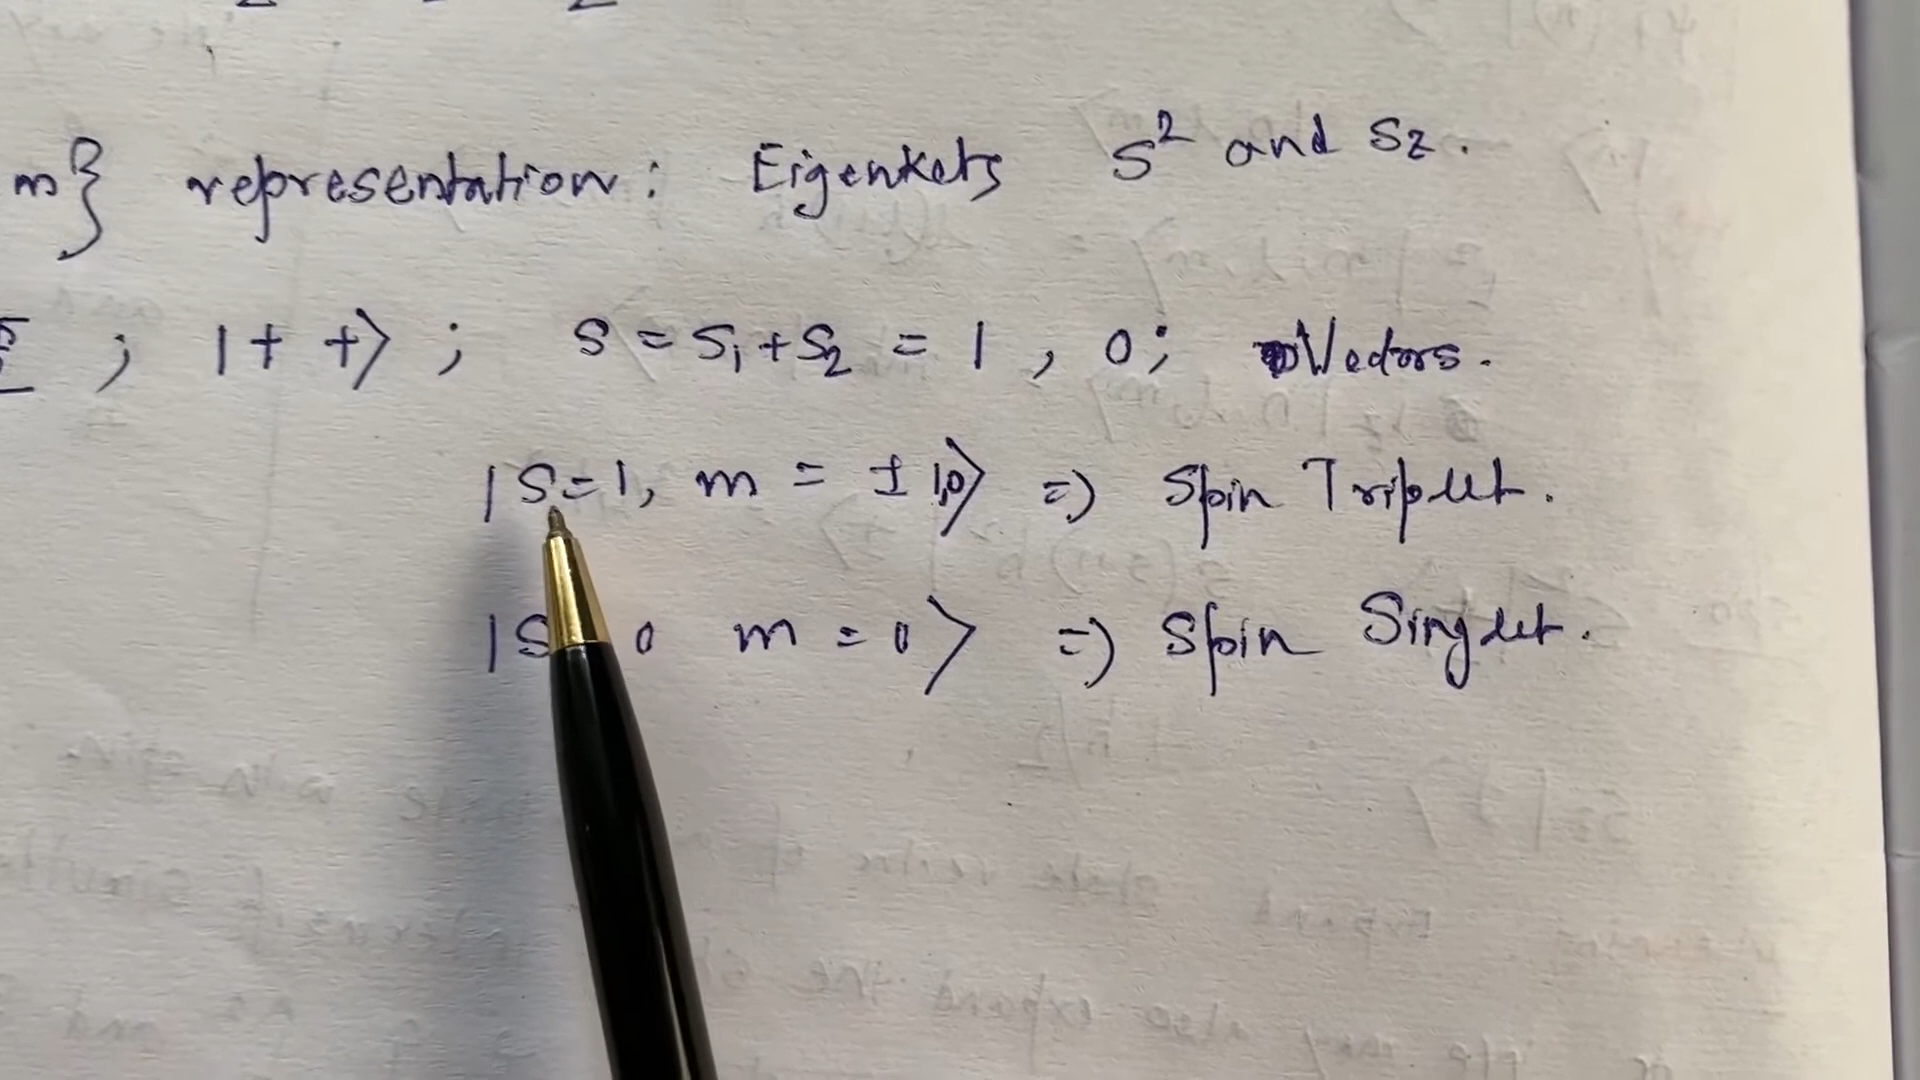 m} representation: Eigenkets S² and Sz.
; |+ +⟩ ; S = S₁+S₂ = 1 , 0; Vectors.
|S=1, m = ±1,0⟩ => Spin Triplet.
|S 0 m = 0⟩ => Spin Singlet.